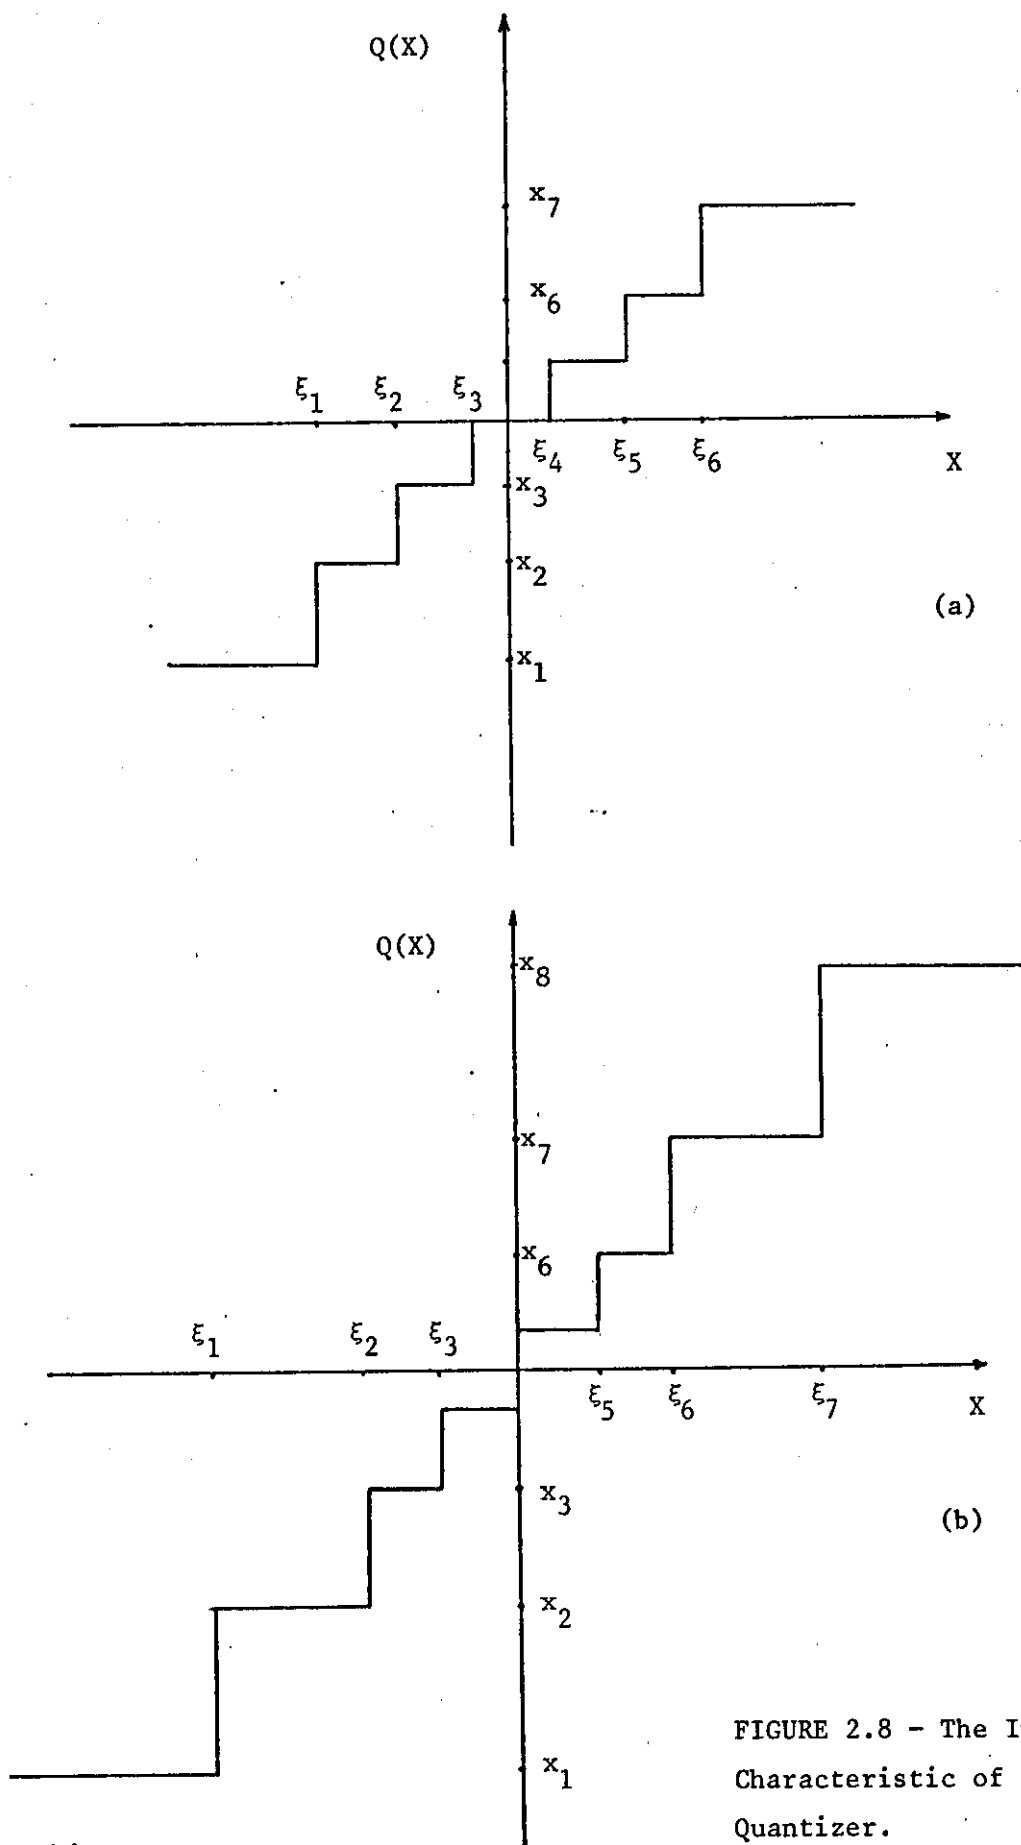 Q(X)
x7
x6
ξ1 ξ2 ξ3
ξ4 ξ5 ξ6
X
x3
x2
(a)
x1
Q(X)
x8
x7
x6
ξ1 ξ2 ξ3
ξ5 ξ6 ξ7
X
x3
(b)
x2
x1
FIGURE 2.8 - The
Characteristic of
Quantizer.